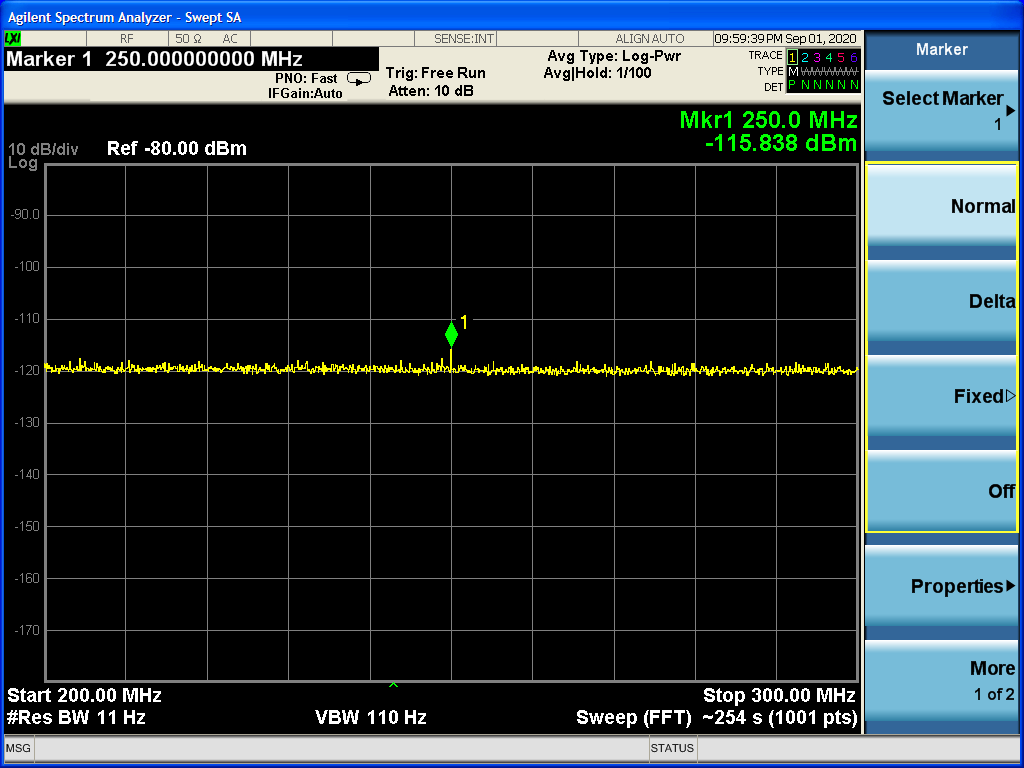 Agilent Spectrum Analyzer - Swept SA
LXI
RF
50 Ω
AC
SENSE:INT
ALIGN AUTO
09:59:39 PM Sep 01, 2020
Marker 1 250.000000000 MHz
PNO: Fast
IFGain:Auto
Trig: Free Run
Atten: 10 dB
Avg Type: Log-Pwr
Avg|Hold: 1/100
TRACE 1 2 3 4 5 6
TYPE M WWWWW
DET P N N N N N
Mkr1 250.0 MHz
-115.838 dBm
10 dB/div
Log
Ref -80.00 dBm
-90.0
-100
-110
1
-120
-130
-140
-150
-160
-170
Start 200.00 MHz
Stop 300.00 MHz
#Res BW 11 Hz
VBW 110 Hz
Sweep (FFT) ~254 s (1001 pts)
MSG
STATUS
Marker
Select Marker
1
Normal
Delta
Fixed
Off
Properties
More
1 of 2